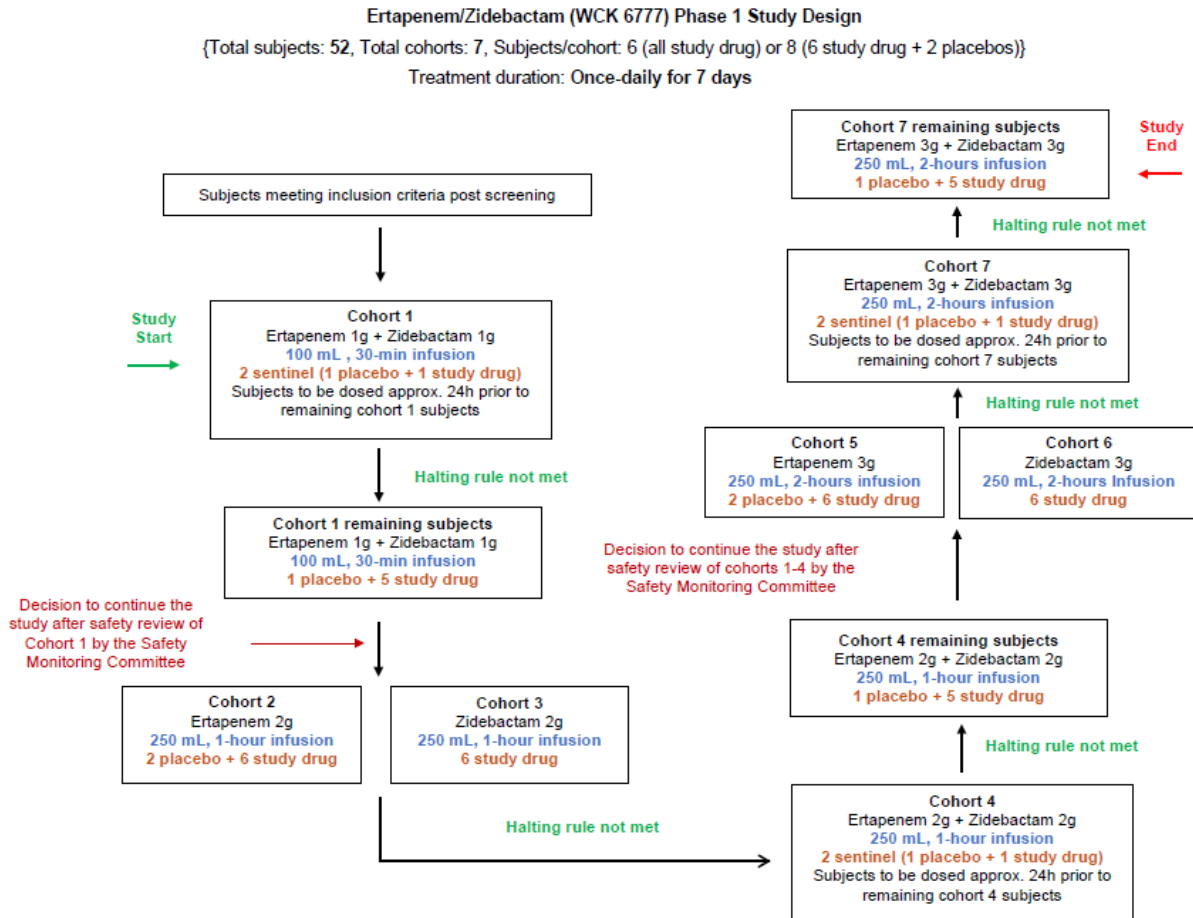 Ertapenem/Zidebactam (WCK 6777) Phase 1 Study Design
{Total subjects: 52, Total cohorts: 7, Subjects/cohort: 6 (all study drug) or 8 (6 study drug + 2 placebos)}
Treatment duration: Once-daily for 7 days
Subjects meeting inclusion criteria post screening
Study
Start
Cohort 1
Ertapenem 1g + Zidebactam 1g
100 mL , 30-min infusion
2 sentinel (1 placebo + 1 study drug)
Subjects to be dosed approx. 24h prior to
remaining cohort 1 subjects
Halting rule not met
Cohort 1 remaining subjects
Ertapenem 1g + Zidebactam 1g
100 mL, 30-min infusion
1 placebo + 5 study drug
Decision to continue the
study after safety review of
Cohort 1 by the Safety
Monitoring Committee
Cohort 2
Ertapenem 2g
250 mL, 1-hour infusion
2 placebo + 6 study drug
Cohort 3
Zidebactam 2g
250 mL, 1-hour infusion
6 study drug
Halting rule not met
Cohort 4
Ertapenem 2g + Zidebactam 2g
250 mL, 1-hour infusion
2 sentinel (1 placebo + 1 study drug)
Subjects to be dosed approx. 24h prior to
remaining cohort 4 subjects
Halting rule not met
Cohort 4 remaining subjects
Ertapenem 2g + Zidebactam 2g
250 mL, 1-hour infusion
1 placebo + 5 study drug
Decision to continue the study after
safety review of cohorts 1-4 by the
Safety Monitoring Committee
Cohort 5
Ertapenem 3g
250 mL, 2-hours infusion
2 placebo + 6 study drug
Cohort 6
Zidebactam 3g
250 mL, 2-hours Infusion
6 study drug
Halting rule not met
Cohort 7
Ertapenem 3g + Zidebactam 3g
250 mL, 2-hours infusion
2 sentinel (1 placebo + 1 study drug)
Subjects to be dosed approx. 24h prior to
remaining cohort 7 subjects
Halting rule not met
Cohort 7 remaining subjects
Ertapenem 3g + Zidebactam 3g
250 mL, 2-hours infusion
1 placebo + 5 study drug
Study
End